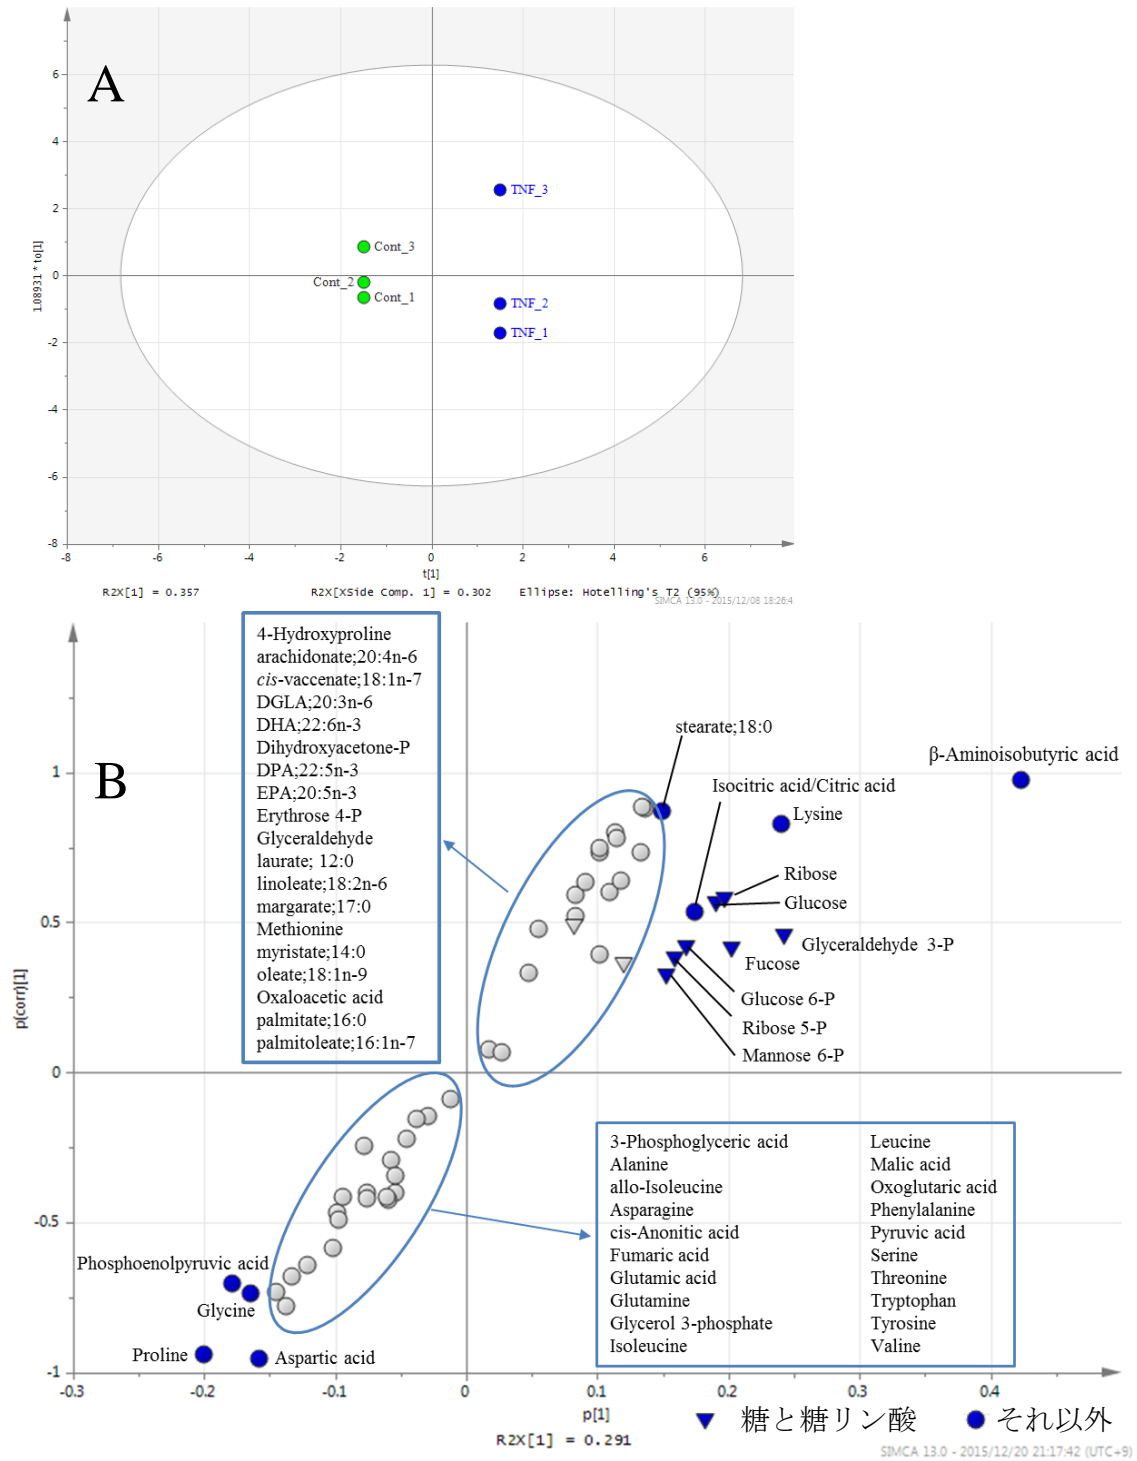 A
6
4
2
0
-2
-4
-6
-8
1.08931 * to[1]
TNF_3
Cont_3
Cont_2
Cont_1
TNF_2
TNF_1
-8 -6 -4 -2 0 2 4 6
t[1]
R2X[1] = 0.357 R2X[XSide Comp. 1] = 0.302 Ellipse: Hotelling's T2 (95%)
SIMCA 13.0 - 2015/12/08 18:26:4
B
4-Hydroxyproline
arachidonate;20:4n-6
cis-vaccenate;18:1n-7
DGLA;20:3n-6
DHA;22:6n-3
Dihydroxyacetone-P
DPA;22:5n-3
EPA;20:5n-3
Erythrose 4-P
Glyceraldehyde
laurate; 12:0
linoleate;18:2n-6
margarate;17:0
Methionine
myristate;14:0
oleate;18:1n-9
Oxaloacetic acid
palmitate;16:0
palmitoleate;16:1n-7
stearate;18:0
β-Aminoisobutyric acid
Isocitric acid/Citric acid
Lysine
Ribose
Glucose
Glyceraldehyde 3-P
Fucose
Glucose 6-P
Ribose 5-P
Mannose 6-P
1
0.5
0
-0.5
-1
p(corr)[1]
3-Phosphoglyceric acid
Alanine
allo-Isoleucine
Asparagine
cis-Anonitic acid
Fumaric acid
Glutamic acid
Glutamine
Glycerol 3-phosphate
Isoleucine
Leucine
Malic acid
Oxoglutaric acid
Phenylalanine
Pyruvic acid
Serine
Threonine
Tryptophan
Tyrosine
Valine
Phosphoenolpyruvic acid
Glycine
Proline
Aspartic acid
-0.3 -0.2 -0.1 0 0.1 0.2 0.3 0.4
p[1]
糖と糖リン酸 それ以外
R2X[1] = 0.291
SIMCA 13.0 - 2015/12/20 21:17:42 (UTC+9)